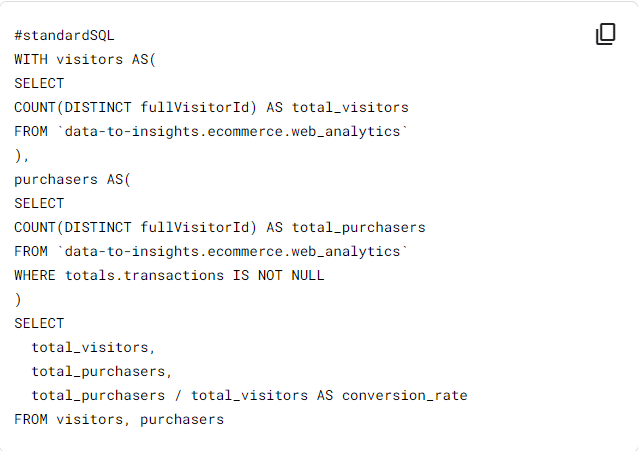 #standardSQL
WITH visitors AS(
SELECT
COUNT(DISTINCT fullVisitorId) AS total_visitors
FROM `data-to-insights.ecommerce.web_analytics`
),
purchasers AS(
SELECT
COUNT(DISTINCT fullVisitorId) AS total_purchasers
FROM `data-to-insights.ecommerce.web_analytics`
WHERE totals.transactions IS NOT NULL
)
SELECT
  total_visitors,
  total_purchasers,
  total_purchasers / total_visitors AS conversion_rate
FROM visitors, purchasers